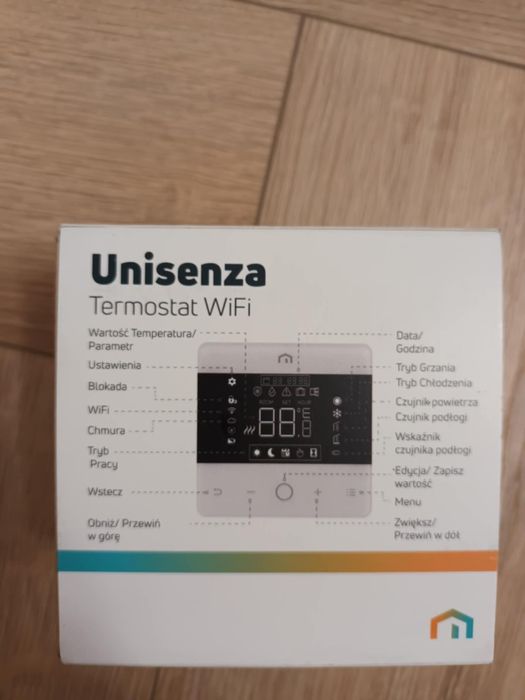 Unisenza
Termostat WiFi
Wartość Temperatura/
Parametr
Ustawienia
Blokada
WiFi
Chmura
Tryb
Pracy
Wstecz
Obniż/ Przewiń
w górę
Data/
Godzina
Tryb Grzania
Tryb Chłodzenia
Czujnik powietrza
Czujnik podłogi
Wskaźnik
czujnika podłogi
Edycja/ Zapisz
wartość
Menu
Zwiększ/
Przewiń w dół